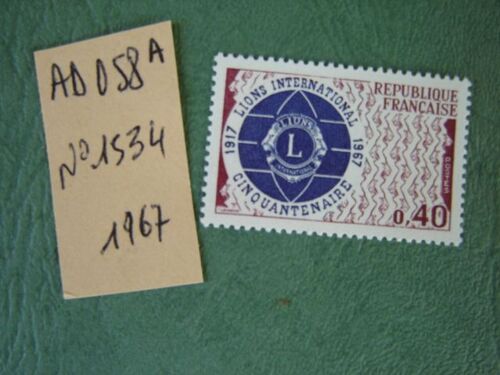 AD 058 A
N° 1534
1967
1917 LIONS INTERNATIONAL 1967
CINQUANTENAIRE
LIONS
L
INTERNATIONAL
REPUBLIQUE
FRANCAISE
0,40